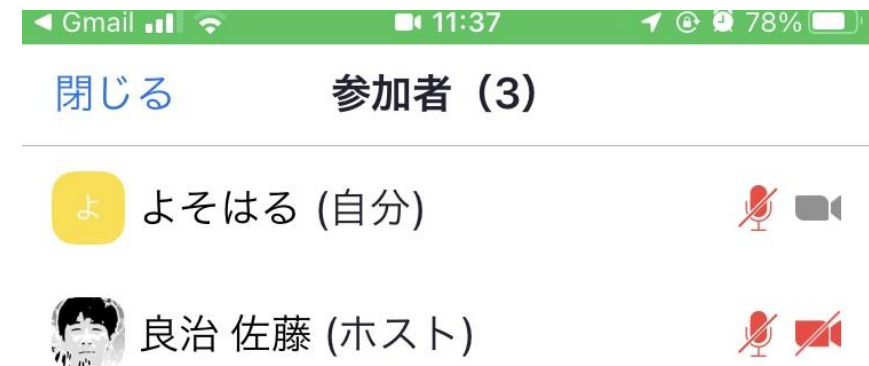 ◀ Gmail 11:37 78%
閉じる 参加者（3）
よ よそはる (自分)
良治 佐藤 (ホスト)